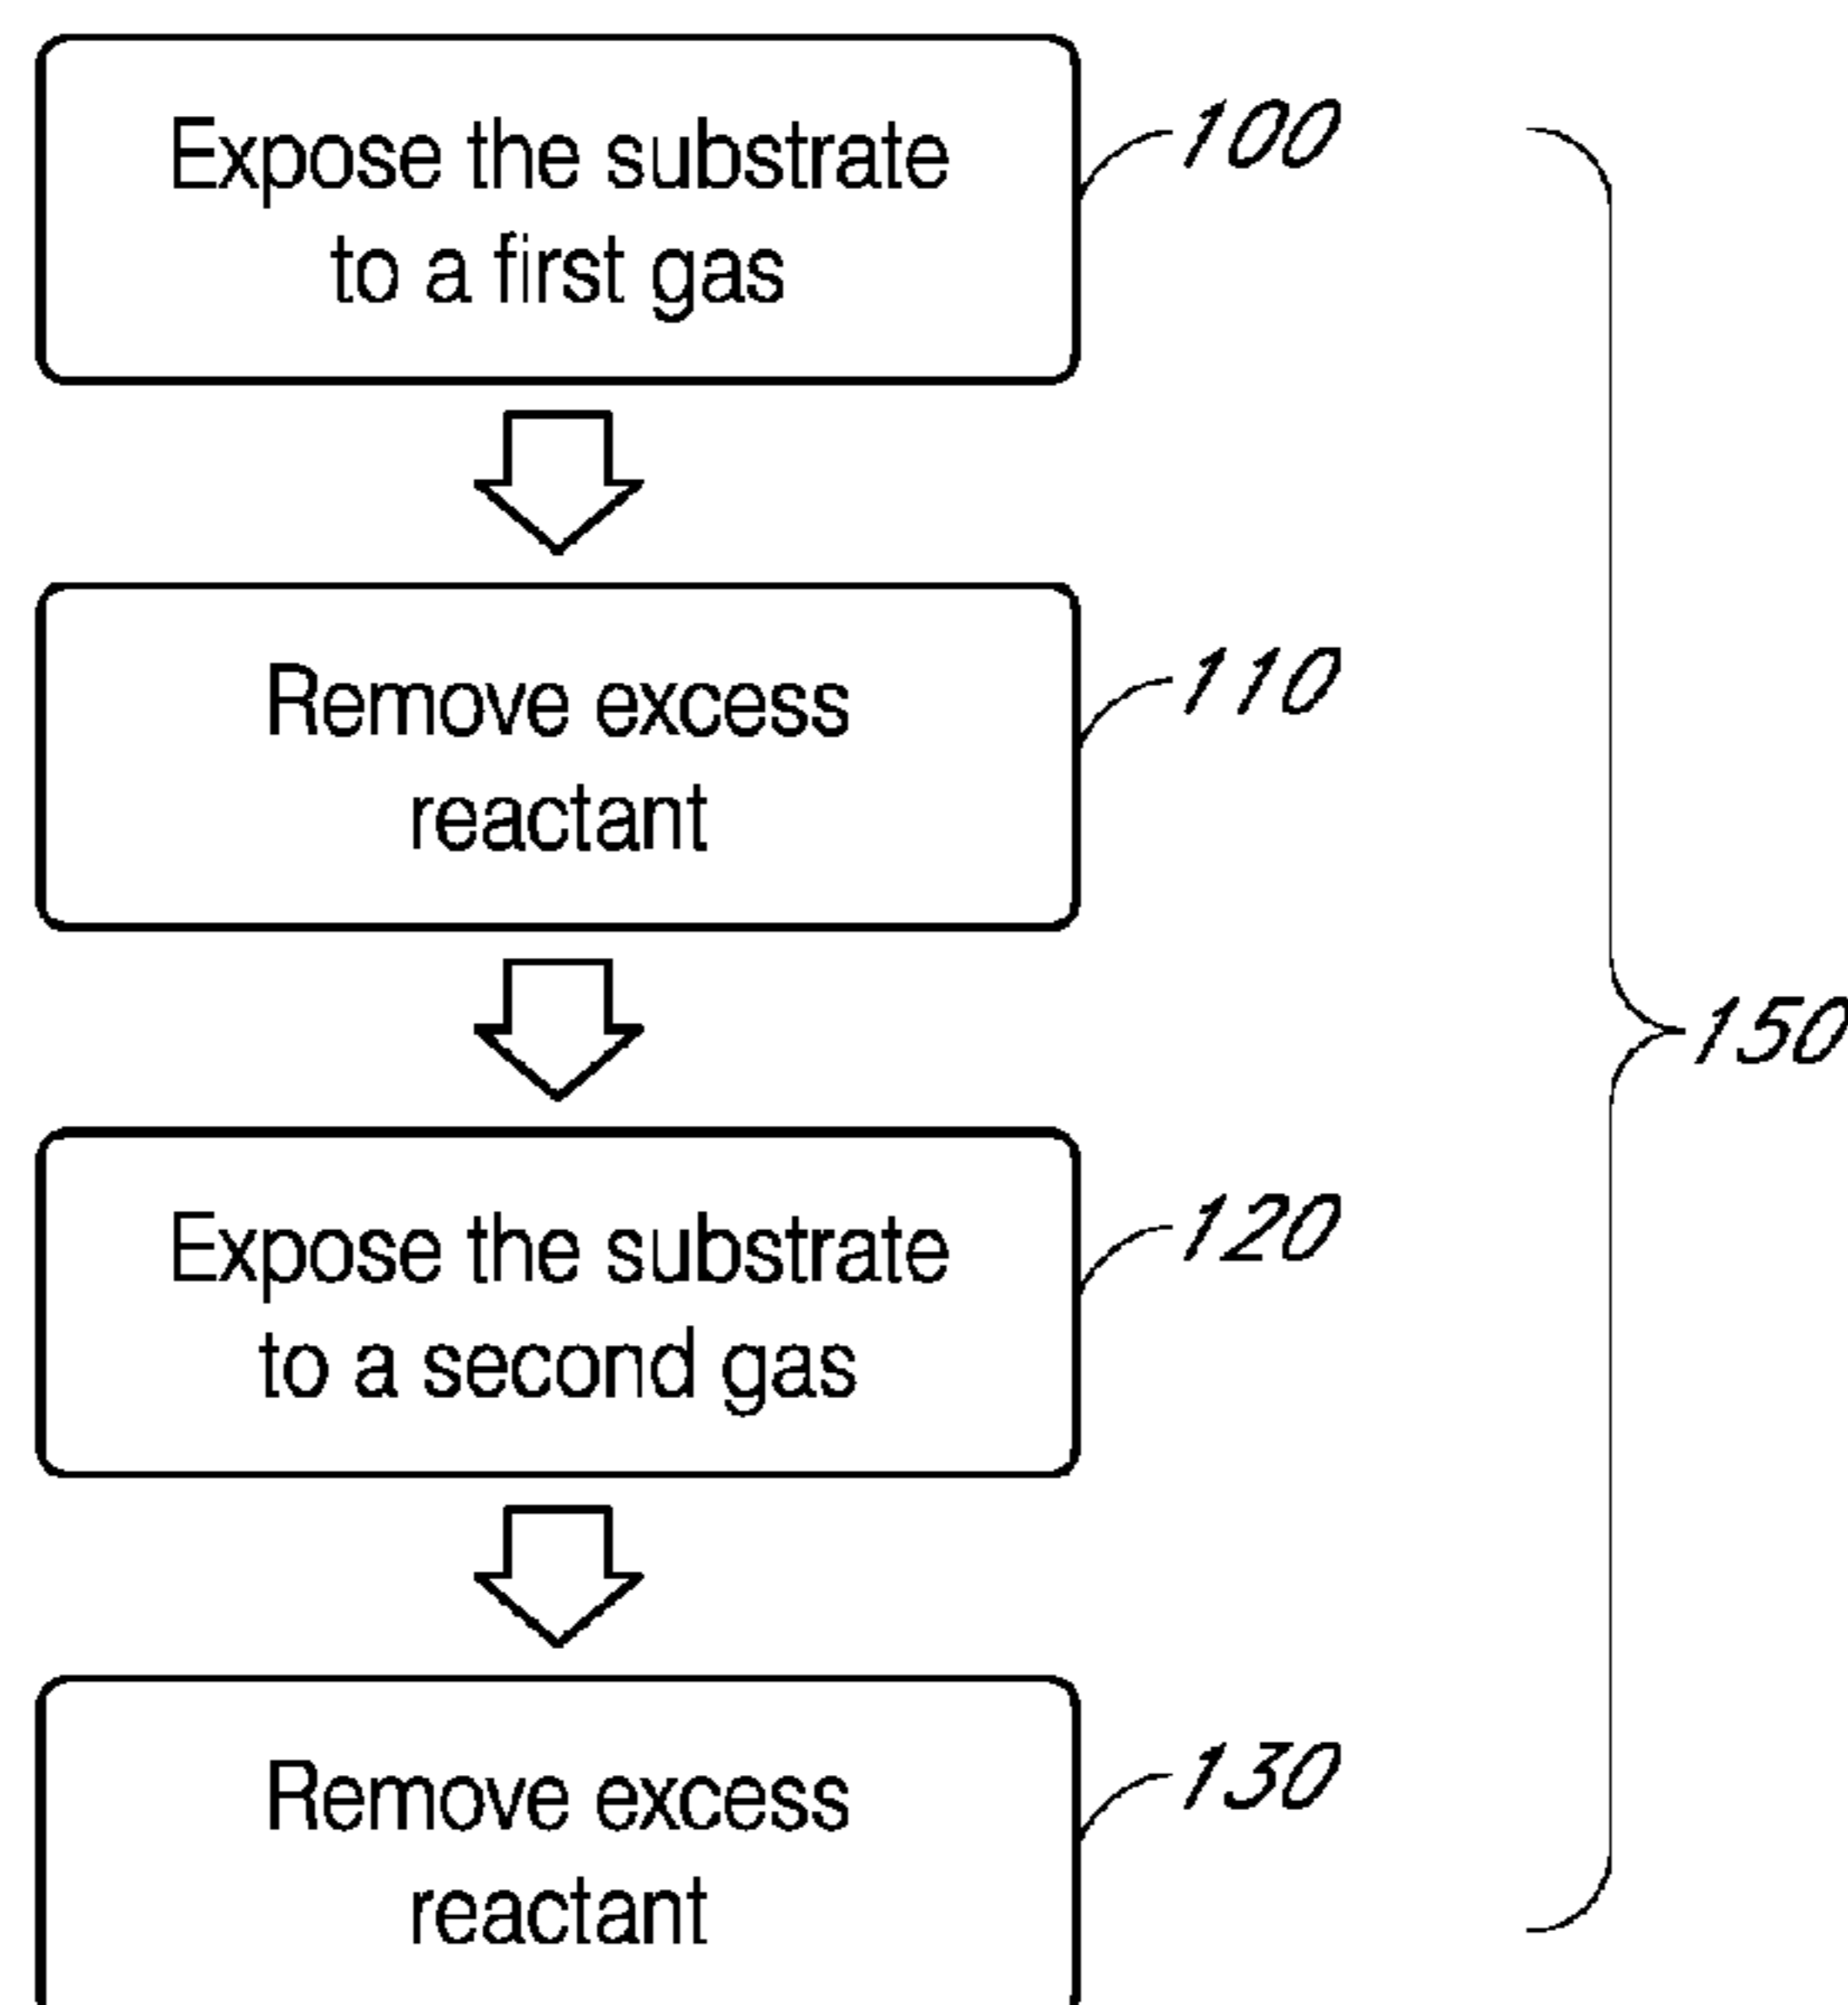 Expose the substrate
to a first gas
100
Remove excess
reactant
110
150
Expose the substrate
to a second gas
120
Remove excess
reactant
130